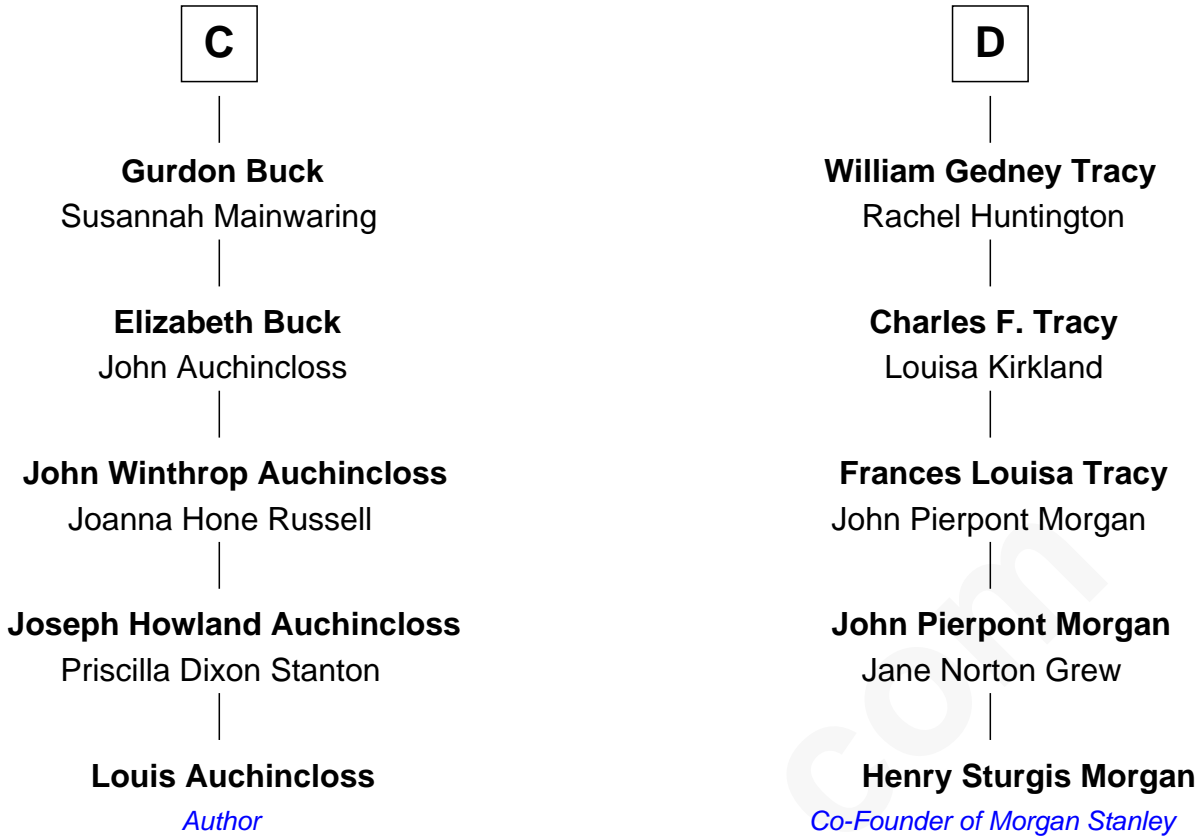 C
Gurdon Buck
Susannah Mainwaring
Elizabeth Buck
John Auchincloss
John Winthrop Auchincloss
Joanna Hone Russell
Joseph Howland Auchincloss
Priscilla Dixon Stanton
Louis Auchincloss
Author
D
William Gedney Tracy
Rachel Huntington
Charles F. Tracy
Louisa Kirkland
Frances Louisa Tracy
John Pierpont Morgan
John Pierpont Morgan
Jane Norton Grew
Henry Sturgis Morgan
Co-Founder of Morgan Stanley
com